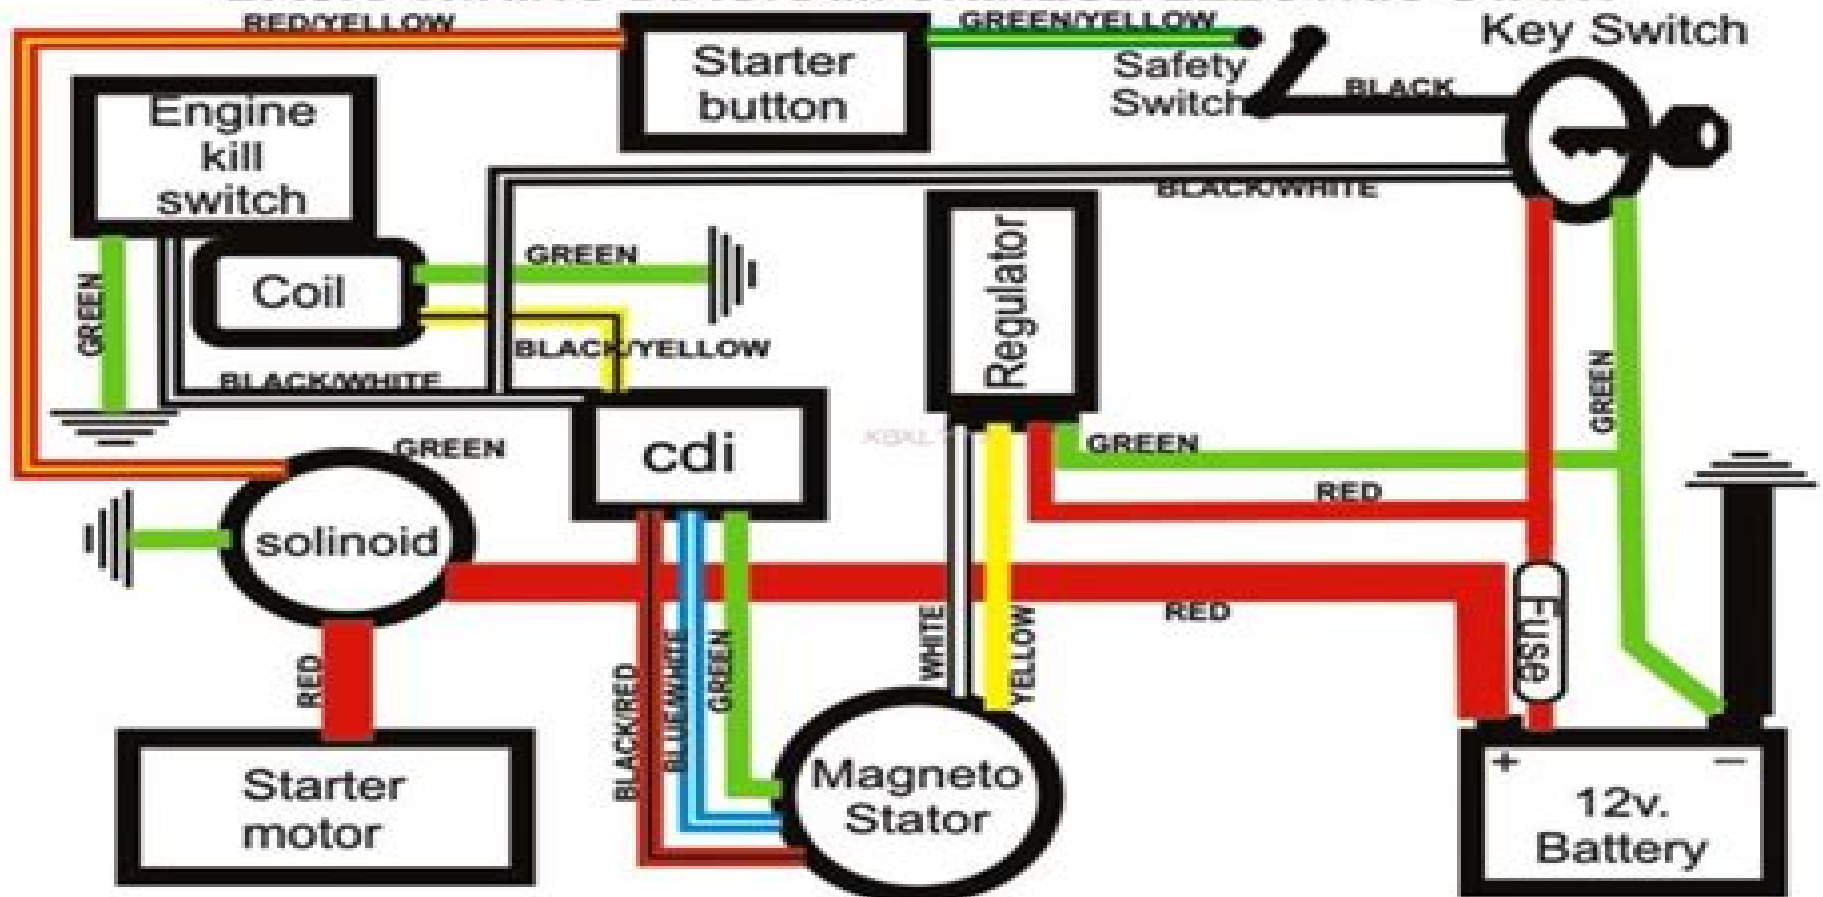 RED/YELLOW
GREEN/YELLOW
Key Switch
Starter
button
Safety
Switch
BLACK
Engine
kill
switch
BLACK/WHITE
Regulator
GREEN
Coil
GREEN
BLACK/YELLOW
BLACK/WHITE
GREEN
cdi
GREEN
GREEN
RED
solinoid
RED
Fuse
WHITE
YELLOW
GREEN
BLUE/WHITE
BLACK/RED
RED
Starter
motor
Magneto
Stator
+
—
12v.
Battery